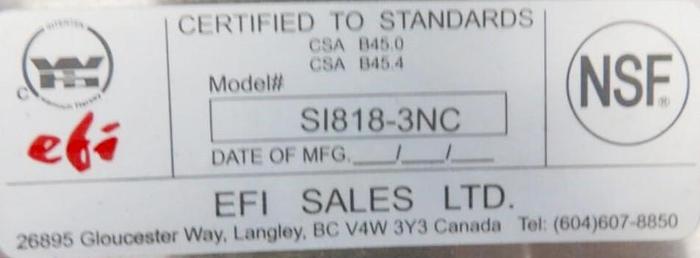 CERTIFIED TO STANDARDS
CSA B45.0
CSA B45.4
Model#
SI818-3NC
DATE OF MFG.___/___/___
C
efi
NSF®
EFI SALES LTD.
26895 Gloucester Way, Langley, BC V4W 3Y3 Canada Tel: (604)607-8850